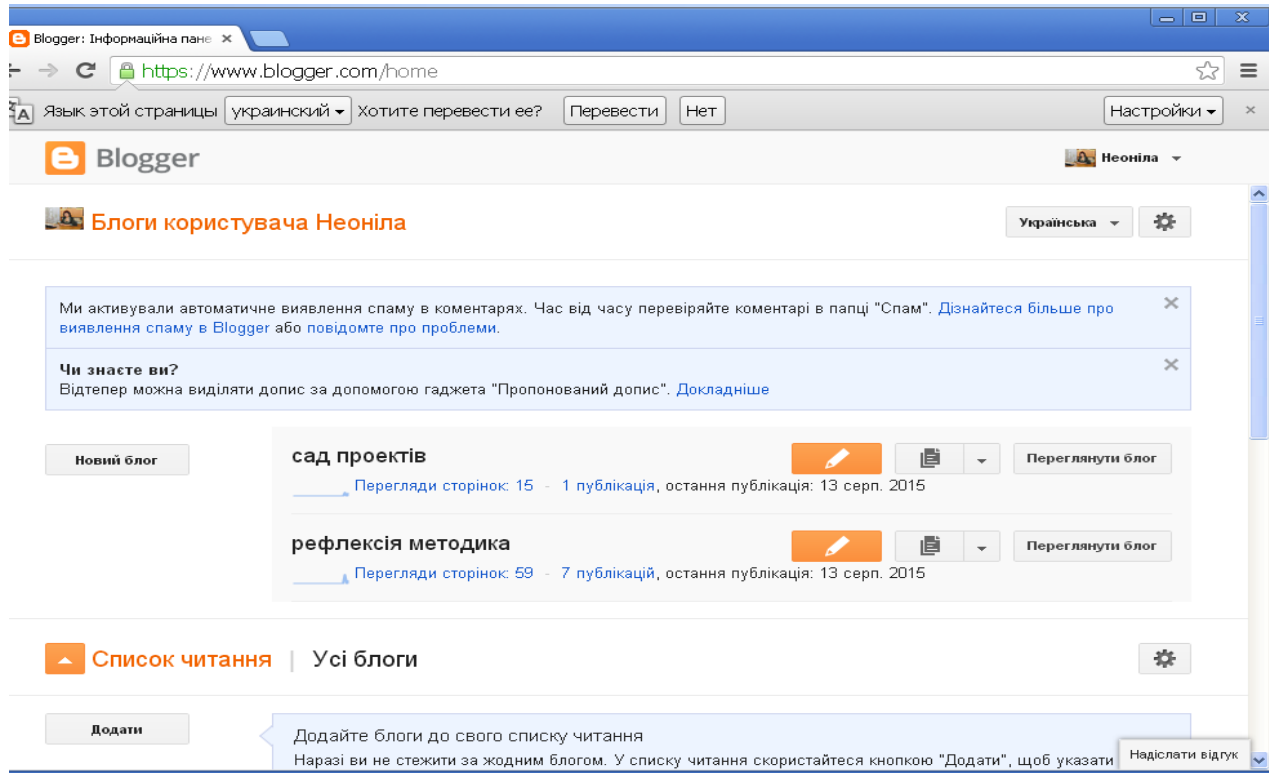 Blogger: Інформаційна пане
https://www.blogger.com/home
Язык этой страницы украинский Хотите перевести ее? Перевести Нет Настройки
Blogger Неоніла
Блоги користувача Неоніла Українська
Ми активували автоматичне виявлення спаму в коментарях. Час від часу перевіряйте коментарі в папці "Спам". Дізнайтеся більше про
виявлення спаму в Blogger або повідомте про проблеми.
Чи знаєте ви?
Відтепер можна виділяти допис за допомогою гаджета "Пропонований допис". Докладніше
Новий блог сад проектів Переглянути блог
Перегляди сторінок: 15 - 1 публікація, остання публікація: 13 серп. 2015
рефлексія методика Переглянути блог
Перегляди сторінок: 59 - 7 публікацій, остання публікація: 13 серп. 2015
Список читання | Усі блоги
Додати Додайте блоги до свого списку читання
Наразі ви не стежити за жодним блогом. У списку читання скористайтеся кнопкою "Додати", щоб указати Надіслати відгук